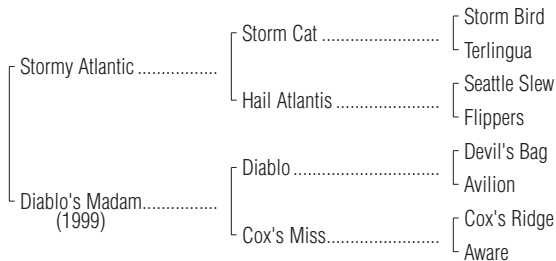 Storm Bird
Storm Cat ........................
Terlingua
Stormy Atlantic ................
Seattle Slew
Hail Atlantis .....................
Flippers
Devil's Bag
Diablo .............................
Avilion
Diablo's Madam...............
(1999)
Cox's Ridge
Cox's Miss.......................
Aware